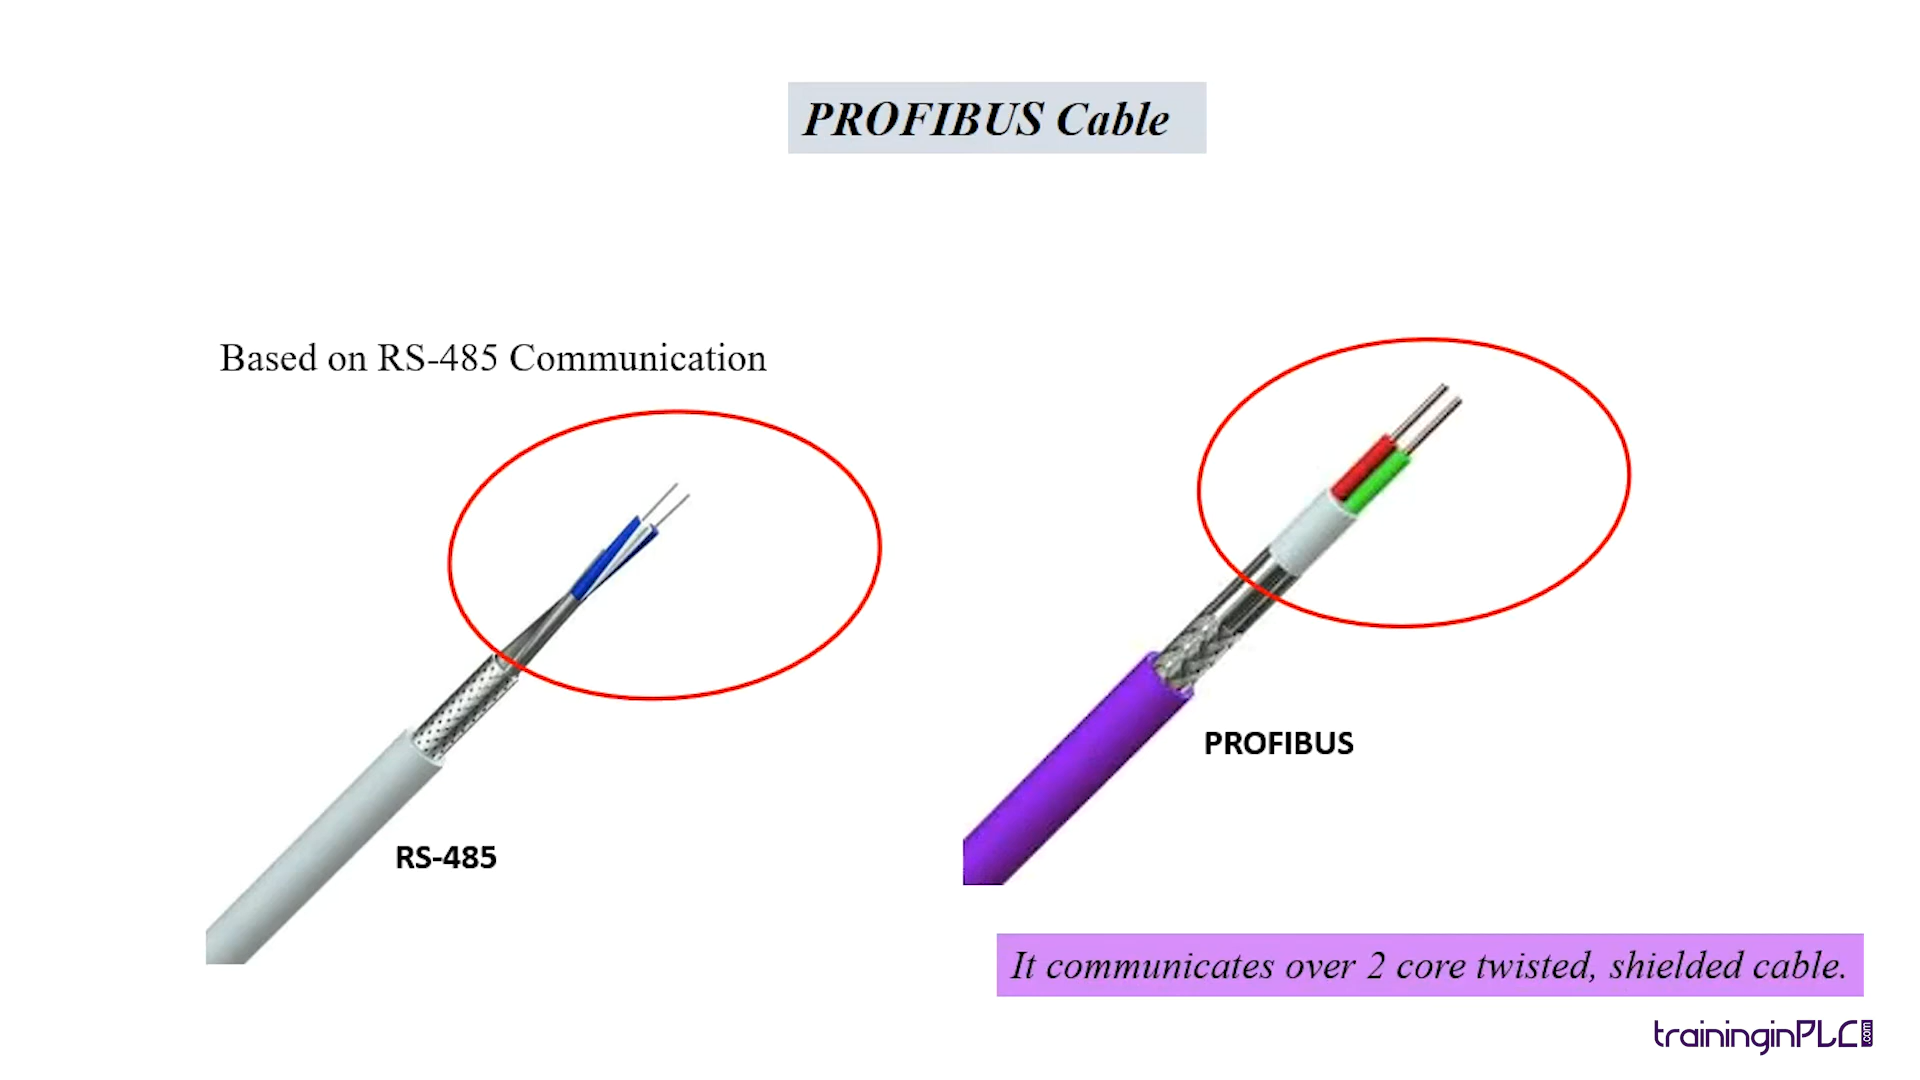 PROFIBUS Cable
Based on RS-485 Communication
PROFIBUS
RS-485
It communicates over 2 core twisted, shielded cable.
traininginPLC.com